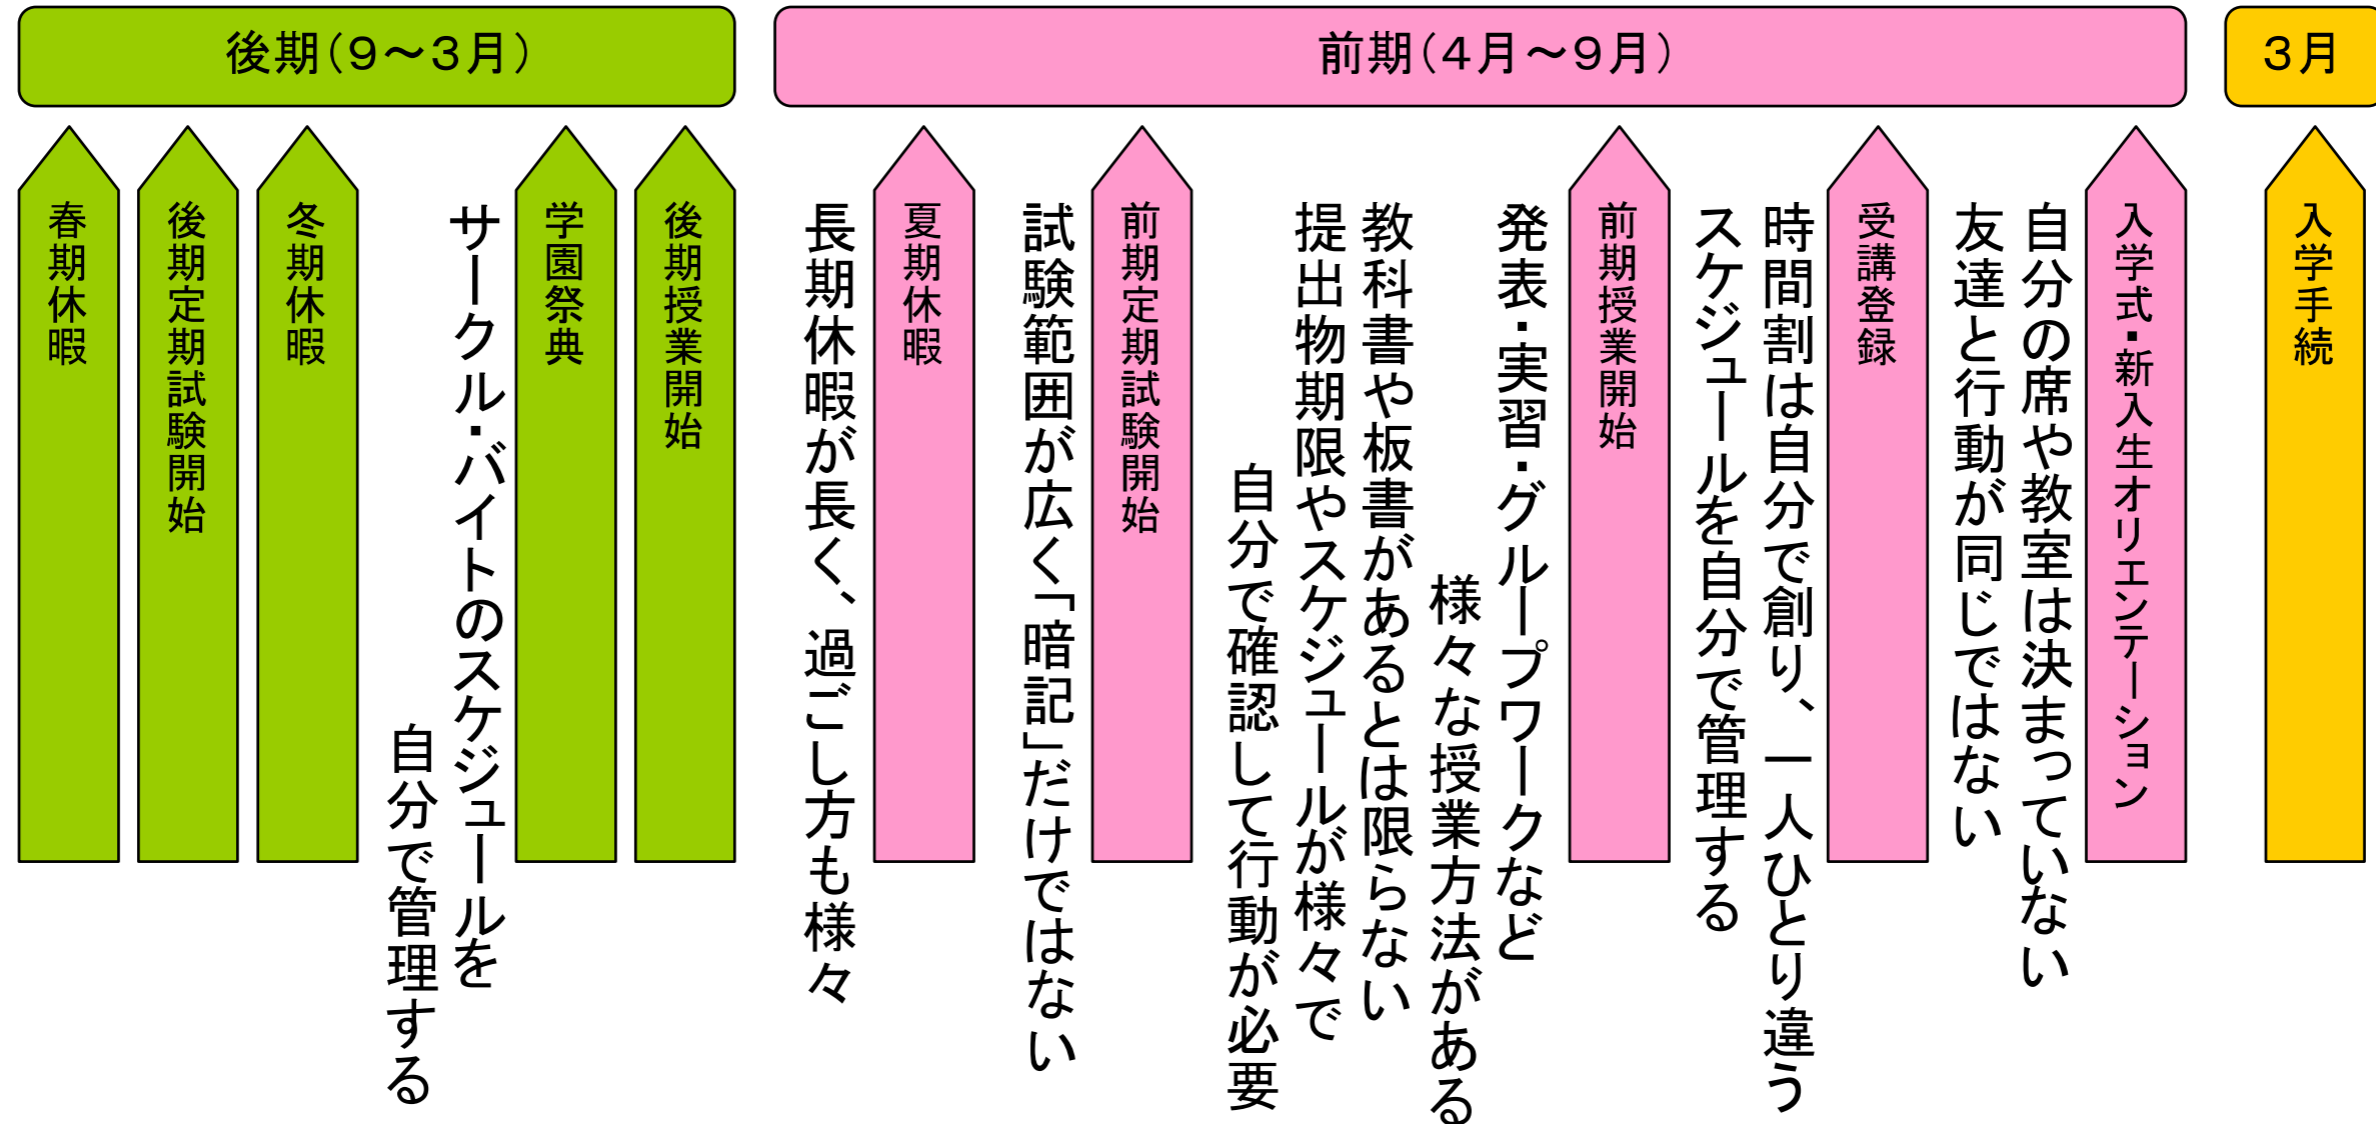 3月
入学手続
前期(4月~9月)
入学式・新入生オリエンテーション
自分の席や教室は決まっていない
友達と行動が同じではない
受講登録
時間割は自分で創り、一人ひとり違う
スケジュールを自分で管理する
前期授業開始
発表・実習・グループワークなど
様々な授業方法がある
教科書や板書があるとは限らない
提出物期限やスケジュールが様々で
自分で確認して行動が必要
前期定期試験開始
試験範囲が広く「暗記」だけではない
夏期休暇
長期休暇が長く、過ごし方も様々
後期(9~3月)
後期授業開始
学園祭典
サークル・バイトのスケジュールを
自分で管理する
冬期休暇
後期定期試験開始
春期休暇